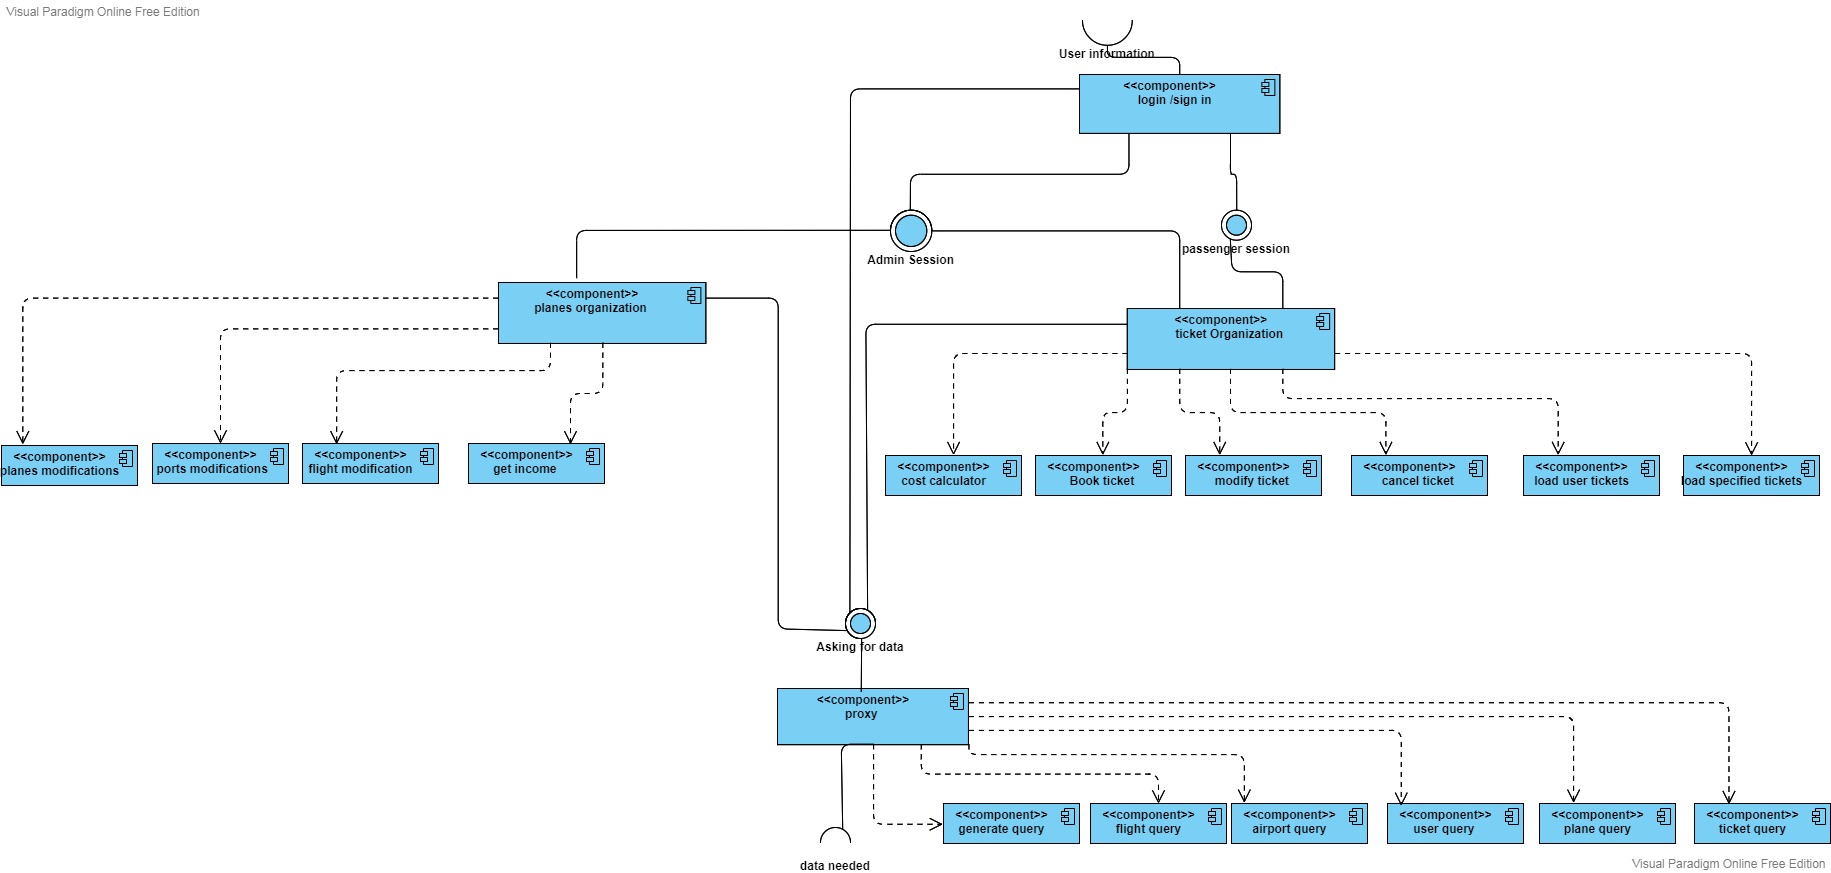 Visual Paradigm Online Free Edition
User information
<<component>>
login /sign in
Admin Session
passenger session
<<component>>
planes organization
<<component>>
ticket Organization
<<component>>
planes modifications
<<component>>
ports modifications
<<component>>
flight modification
<<component>>
get income
<<component>>
cost calculator
<<component>>
Book ticket
<<component>>
modify ticket
<<component>>
cancel ticket
<<component>>
load user tickets
<<component>>
load specified tickets
Asking for data
<<component>>
proxy
<<component>>
generate query
<<component>>
flight query
<<component>>
airport query
<<component>>
user query
<<component>>
plane query
<<component>>
ticket query
data needed
Visual Paradigm Online Free Edition